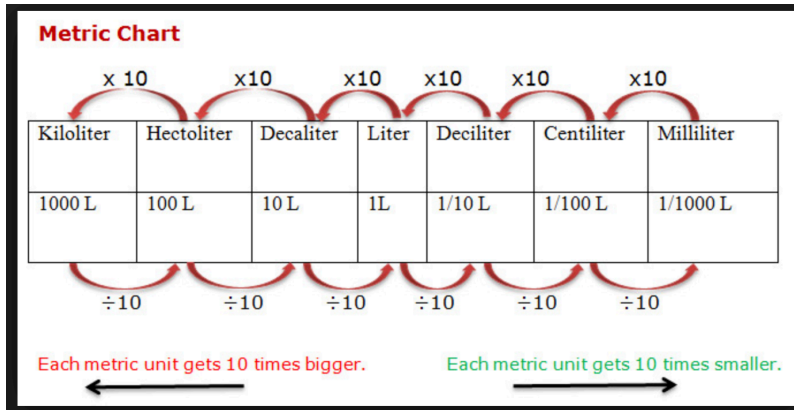 Metric Chart
x 10 x10 x10 x10 x10 x10
Kiloliter Hectoliter Decaliter Liter Deciliter Centiliter Milliliter
1000 L 100 L 10 L 1L 1/10 L 1/100 L 1/1000 L
÷10 ÷10 ÷10 ÷10 ÷10 ÷10
Each metric unit gets 10 times bigger. Each metric unit gets 10 times smaller.